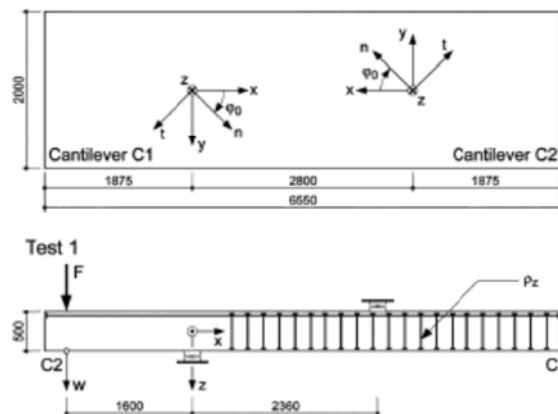 2000
z
x
φ₀
t
y
n
y
n
t
φ₀
x
z
Cantilever C1
Cantilever C2
1875
2800
1875
6550
Test 1
F
ρz
500
x
C2
C
w
z
1600
2360